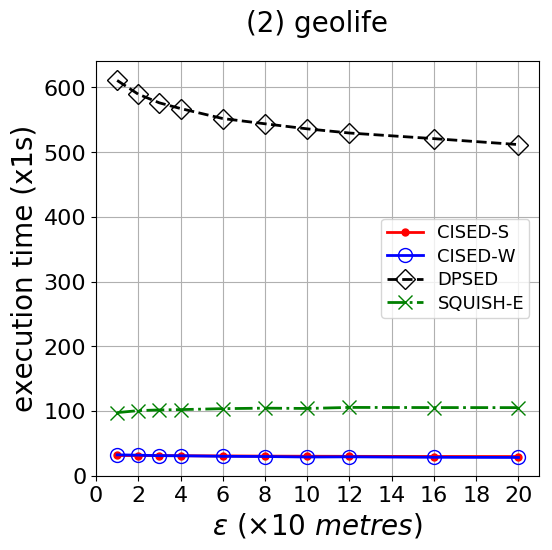 (2) geolife
execution time (x1s)
600
500
400
300
200
100
0
CISED-S
CISED-W
DPSED
SQUISH-E
0 2 4 6 8 10 12 14 16 18 20
ε (×10 metres)